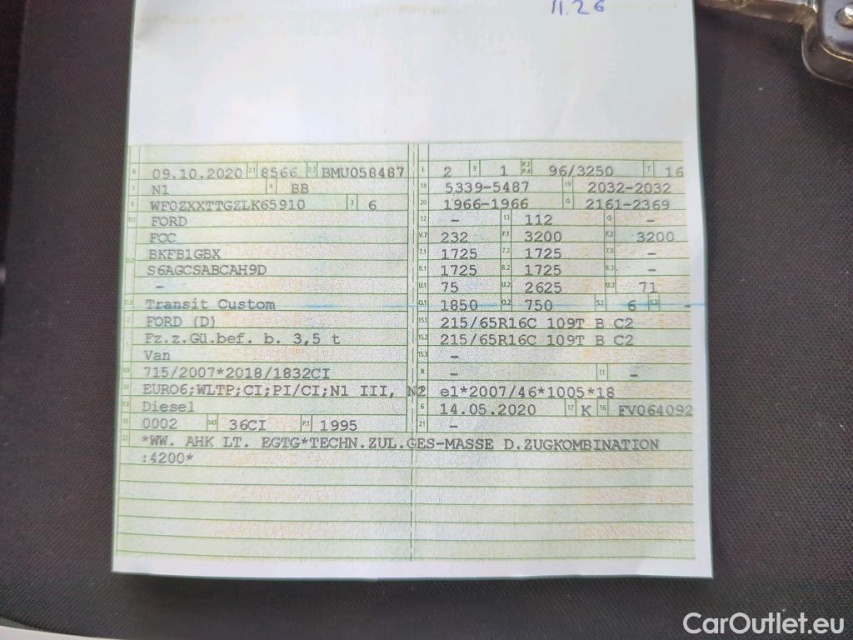 11.26
09.10.2020 8566 BMU058487 2 1 96/3250 16
N1 BB 5339-5487 2032-2032
WF0ZXXTTGZLK65910 6 1966-1966 2161-2369
FORD - 112 -
FCC 232 3200 3200
BKFB1GBX 1725 1725 -
S6AGCSABCAH9D 1725 1725 -
- 75 2625 71
Transit Custom 1850 750 6 -
FORD (D) 215/65R16C 109T B C2
Fz.z.Gü.bef. b. 3,5 t 215/65R16C 109T B C2
Van -
715/2007*2018/1832CI - -
EURO6;WLTP;CI;PI/CI;N1 III, N2 e1*2007/46*1005*18
Diesel 14.05.2020 K FV064092
0002 36CI 1995 -
*WW. AHK LT. EGTG*TECHN.ZUL.GES-MASSE D.ZUGKOMBINATION
:4200*
CarOutlet.eu